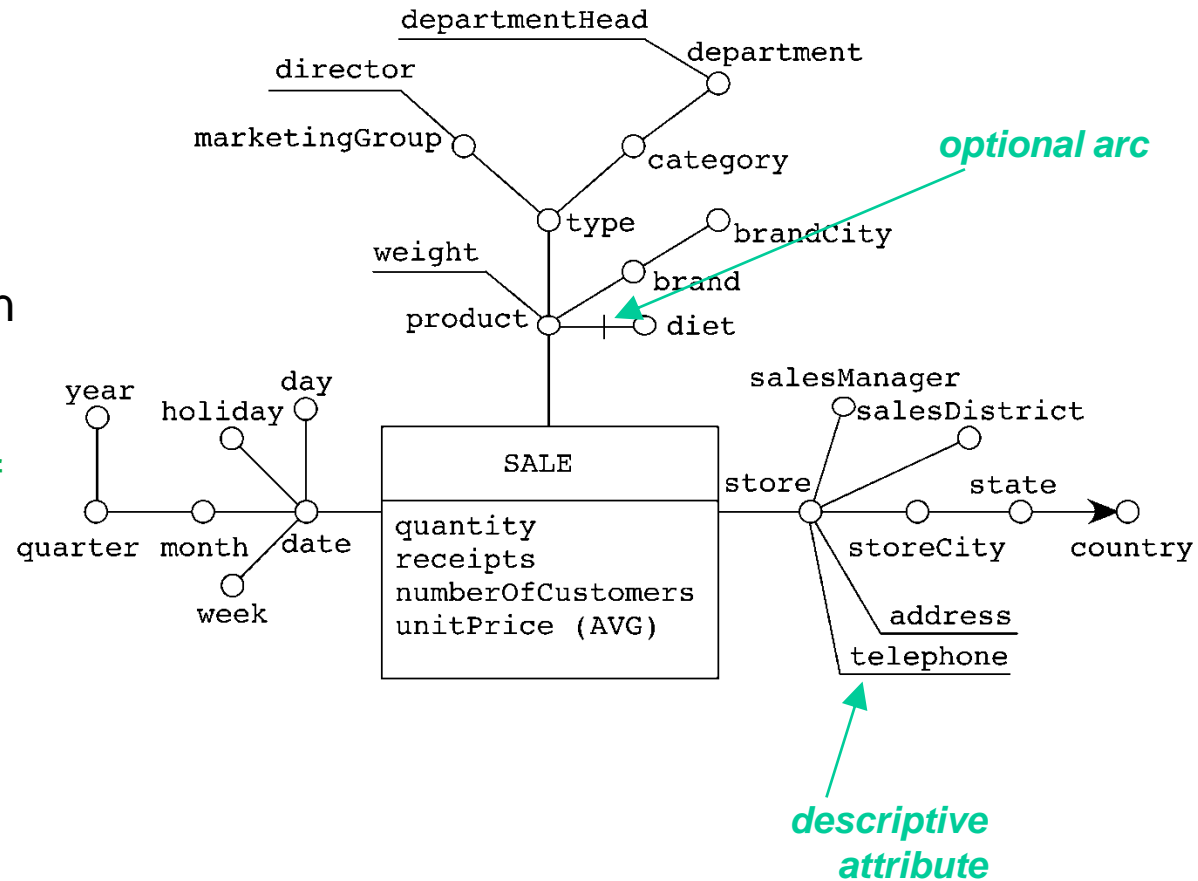 departmentHead
department
director
marketingGroup
category
optional arc
type
brandCity
weight
brand
product
diet
n
year
holiday
day
salesManager
salesDistrict
SALE
store
state
quarter
month
date
storeCity
country
week
quantity
receipts
numberOfCustomers
unitPrice (AVG)
address
telephone
descriptive
attribute